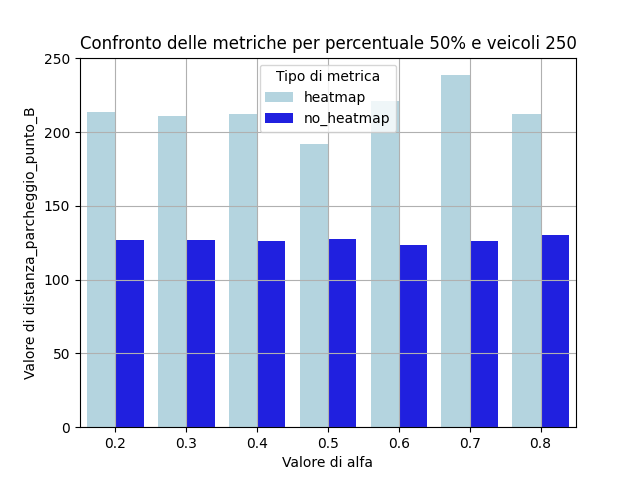 Confronto delle metriche per percentuale 50% e veicoli 250
Valore di distanza_parcheggio_punto_B
250
200
150
100
50
0
Tipo di metrica
heatmap
no_heatmap
0.2 0.3 0.4 0.5 0.6 0.7 0.8
Valore di alfa